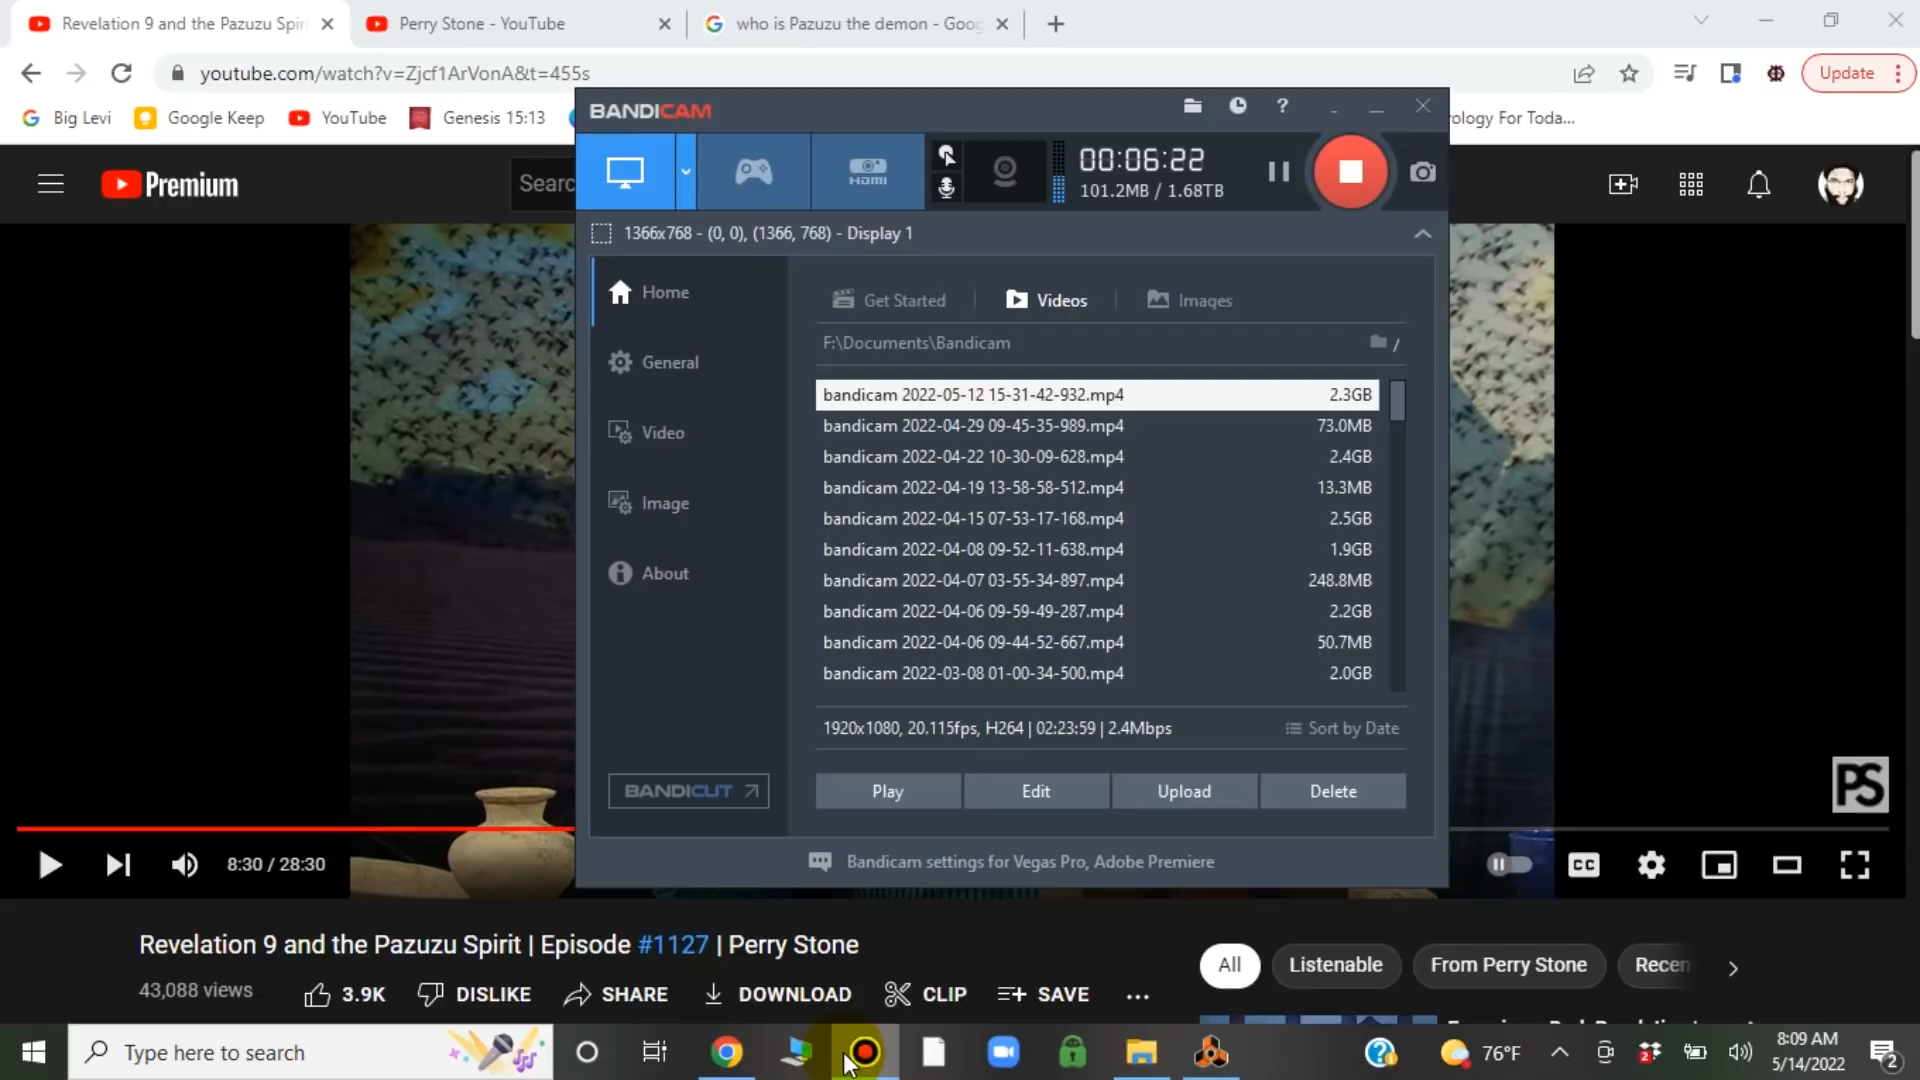 Revelation 9 and the Pazuzu Spir
Perry Stone - YouTube
who is Pazuzu the demon - Goog
youtube.com/watch?v=Zjcf1ArVonA&t=455s
Update
Big Levi
Google Keep
YouTube
Genesis 15:13
ology For Toda...
BANDICAM
?
HDMI
00:06:22
101.2MB / 1.68TB
Premium
Searc
1366x768 - (0, 0), (1366, 768) - Display 1
Home
General
Video
Image
About
Get Started
Videos
Images
F:\Documents\Bandicam
/
bandicam 2022-05-12 15-31-42-932.mp4 2.3GB
bandicam 2022-04-29 09-45-35-989.mp4 73.0MB
bandicam 2022-04-22 10-30-09-628.mp4 2.4GB
bandicam 2022-04-19 13-58-58-512.mp4 13.3MB
bandicam 2022-04-15 07-53-17-168.mp4 2.5GB
bandicam 2022-04-08 09-52-11-638.mp4 1.9GB
bandicam 2022-04-07 03-55-34-897.mp4 248.8MB
bandicam 2022-04-06 09-59-49-287.mp4 2.2GB
bandicam 2022-04-06 09-44-52-667.mp4 50.7MB
bandicam 2022-03-08 01-00-34-500.mp4 2.0GB
1920x1080, 20.115fps, H264 | 02:23:59 | 2.4Mbps
Sort by Date
BANDICUT
Play
Edit
Upload
Delete
Bandicam settings for Vegas Pro, Adobe Premiere
PS
8:30 / 28:30
CC
Revelation 9 and the Pazuzu Spirit | Episode #1127 | Perry Stone
43,088 views
3.9K
DISLIKE
SHARE
DOWNLOAD
CLIP
SAVE
...
All
Listenable
From Perry Stone
Recen
Type here to search
76°F
8:09 AM
5/14/2022
2